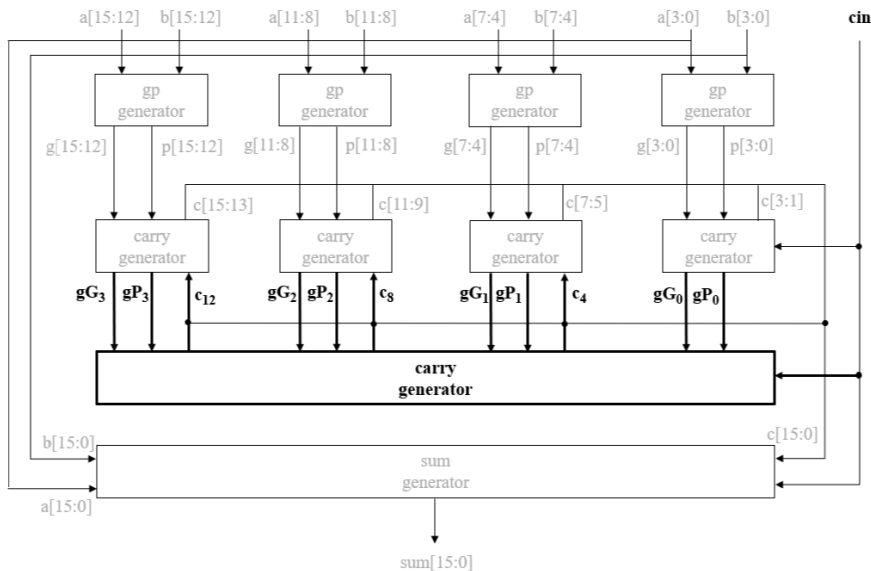 a[15:12] b[15:12] a[11:8] b[11:8] a[7:4] b[7:4] a[3:0] b[3:0] cin
gp generator gp generator gp generator gp generator
g[15:12] p[15:12] g[11:8] p[11:8] g[7:4] p[7:4] g[3:0] p[3:0]
c[15:13] c[11:9] c[7:5] c[3:1]
carry generator carry generator carry generator carry generator
gG3 gP3 c12 gG2 gP2 c8 gG1 gP1 c4 gG0 gP0
carry
generator
b[15:0] c[15:0]
sum
generator
a[15:0]
sum[15:0]